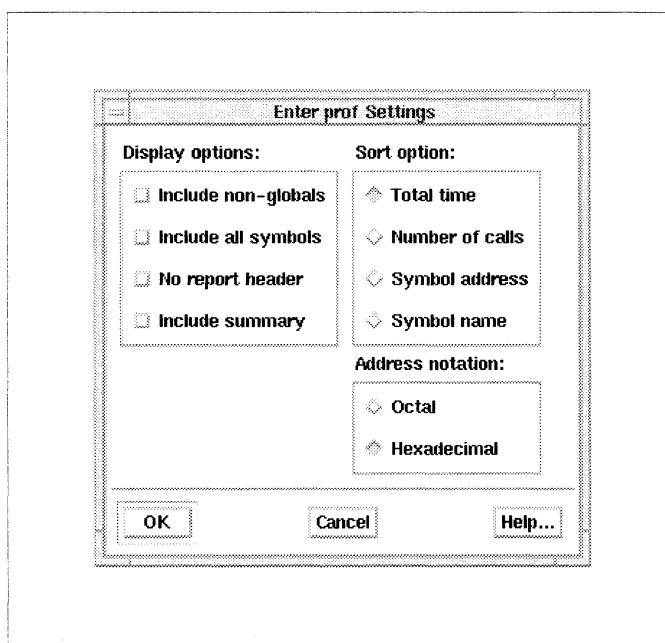 Enter prof Settings
Display options:
Include non-globals
Include all symbols
No report header
Include summary
Sort option:
Total time
Number of calls
Symbol address
Symbol name
Address notation:
Octal
Hexadecimal
OK
Cancel
Help...